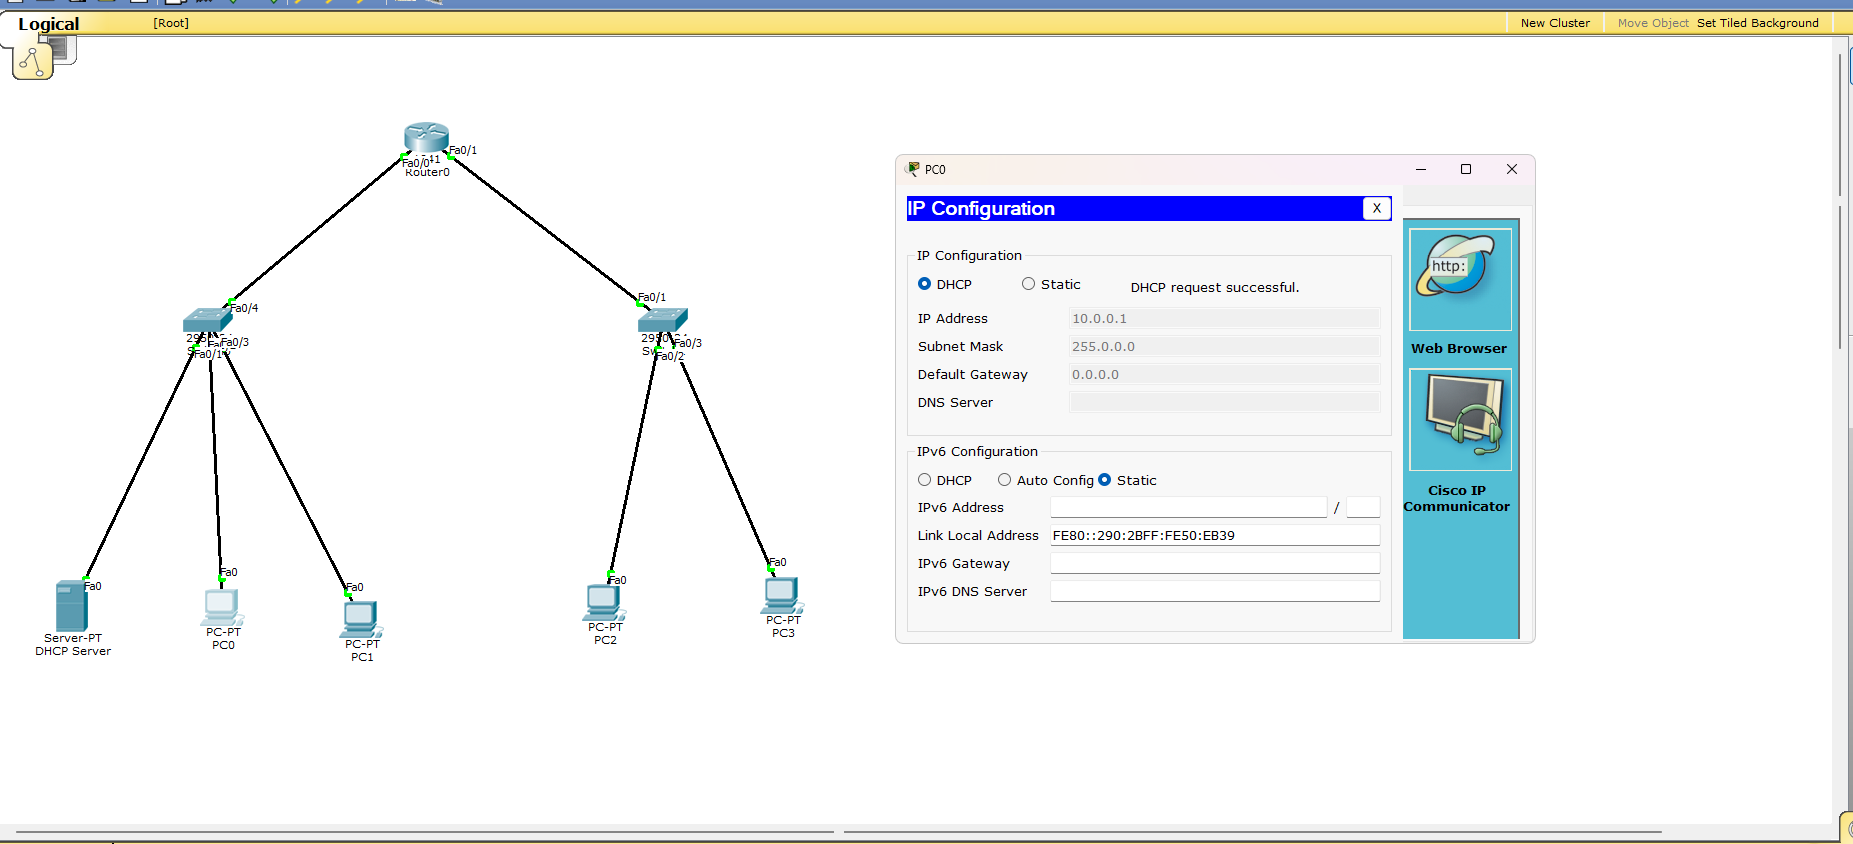 Logical
[Root]
New Cluster
Move Object
Set Tiled Background
Fa0/1
Fa0/0
Router0
Fa0/4
Fa0/3
Fa0/1
Fa0/1
Fa0/3
Fa0/2
Fa0
Server-PT
DHCP Server
Fa0
PC-PT
PC0
Fa0
PC-PT
PC1
Fa0
PC-PT
PC2
Fa0
PC-PT
PC3
PC0
IP Configuration
X
IP Configuration
DHCP
Static
DHCP request successful.
IP Address
10.0.0.1
Subnet Mask
255.0.0.0
Default Gateway
0.0.0.0
DNS Server
IPv6 Configuration
DHCP
Auto Config
Static
IPv6 Address
/
Link Local Address
FE80::290:2BFF:FE50:EB39
IPv6 Gateway
IPv6 DNS Server
http:
Web Browser
Cisco IP
Communicator